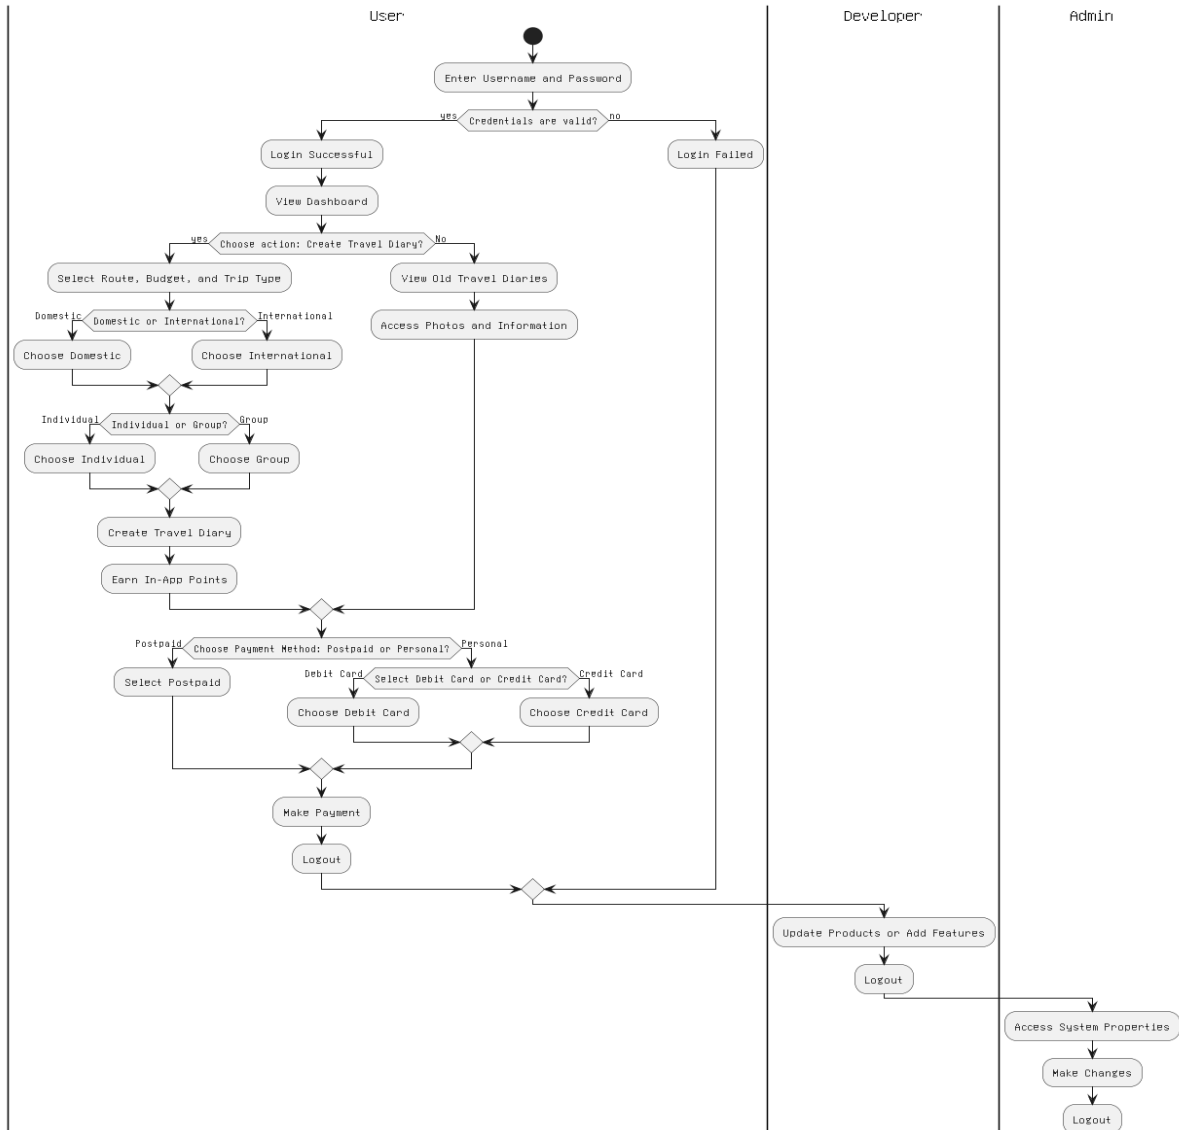 User
Developer
Admin
Enter Username and Password
yes
Credentials are valid?
no
Login Successful
Login Failed
View Dashboard
yes
Choose action: Create Travel Diary?
No
Select Route, Budget, and Trip Type
View Old Travel Diaries
Domestic
Domestic or International?
International
Access Photos and Information
Choose Domestic
Choose International
Individual
Individual or Group?
Group
Choose Individual
Choose Group
Create Travel Diary
Earn In-App Points
Postpaid
Choose Payment Method: Postpaid or Personal?
Personal
Select Postpaid
Debit Card
Select Debit Card or Credit Card?
Credit Card
Choose Debit Card
Choose Credit Card
Make Payment
Logout
Update Products or Add Features
Logout
Access System Properties
Make Changes
Logout